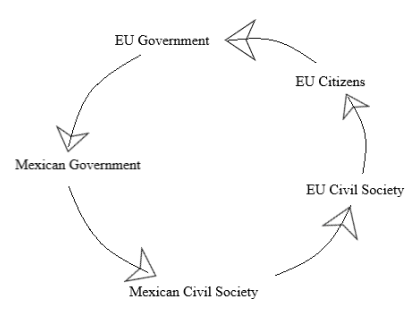 EU Government
EU Citizens
Mexican Government
EU Civil Society
Mexican Civil Society